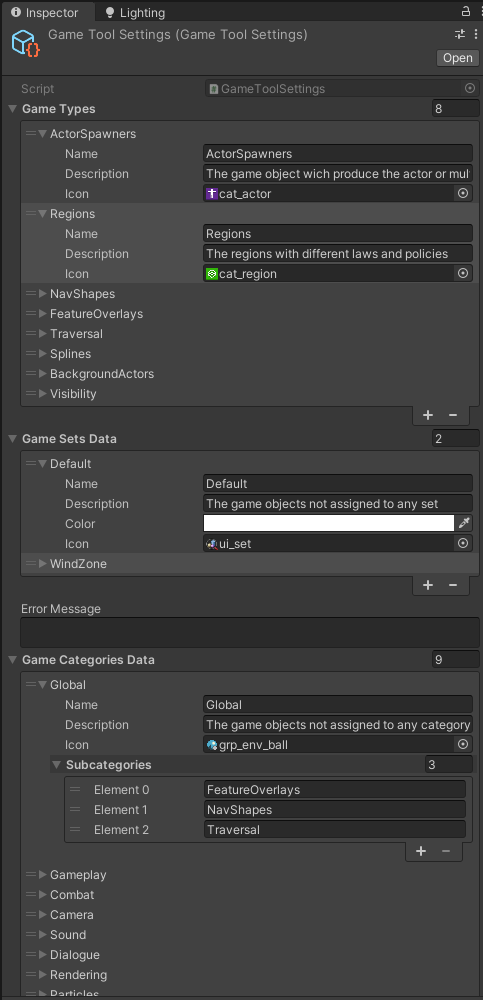 Inspector
Lighting
Game Tool Settings (Game Tool Settings)
Open
Script GameToolSettings
Game Types 8
ActorSpawners
Name ActorSpawners
Description The game object wich produce the actor or mul
Icon cat_actor
Regions
Name Regions
Description The regions with different laws and policies
Icon cat_region
NavShapes
FeatureOverlays
Traversal
Splines
BackgroundActors
Visibility
+ −
Game Sets Data 2
Default
Name Default
Description The game objects not assigned to any set
Color
Icon ui_set
WindZone
+ −
Error Message
Game Categories Data 9
Global
Name Global
Description The game objects not assigned to any category
Icon grp_env_ball
Subcategories 3
Element 0 FeatureOverlays
Element 1 NavShapes
Element 2 Traversal
+ −
Gameplay
Combat
Camera
Sound
Dialogue
Rendering
Particles